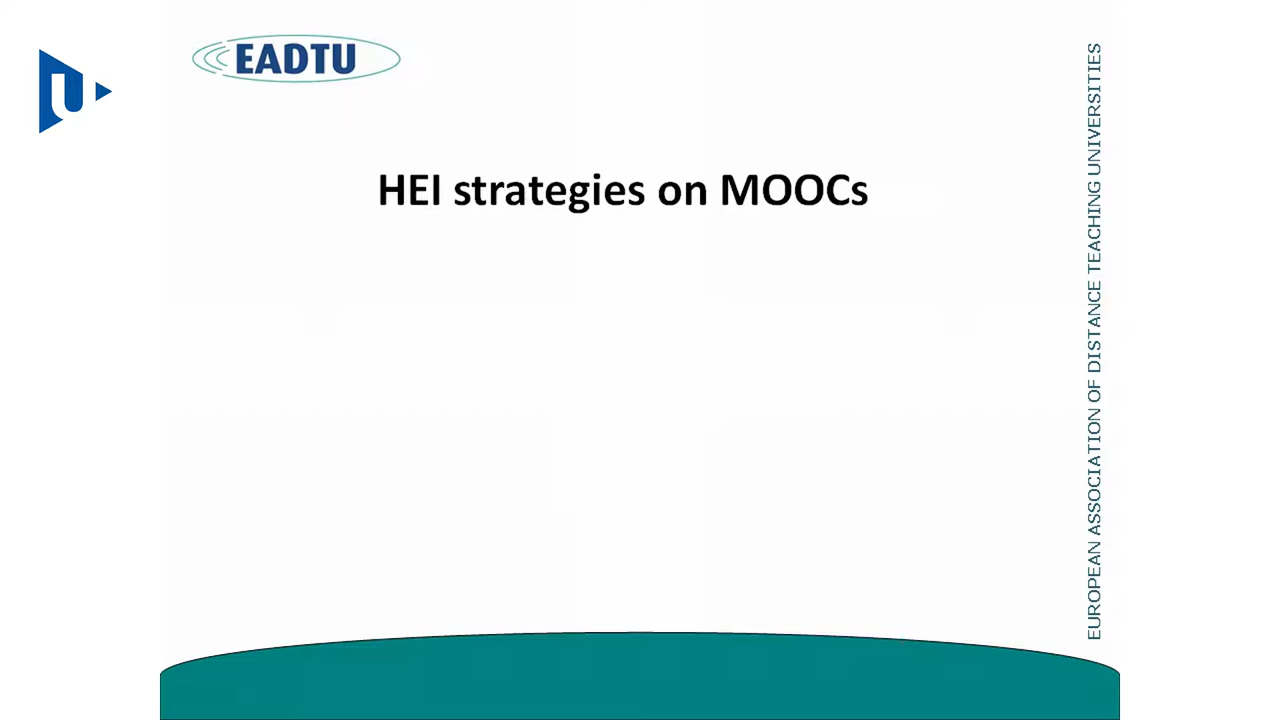 EADTU
U
HEI strategies on MOOCs
EUROPEAN ASSOCIATION OF DISTANCE TEACHING UNIVERSITIES